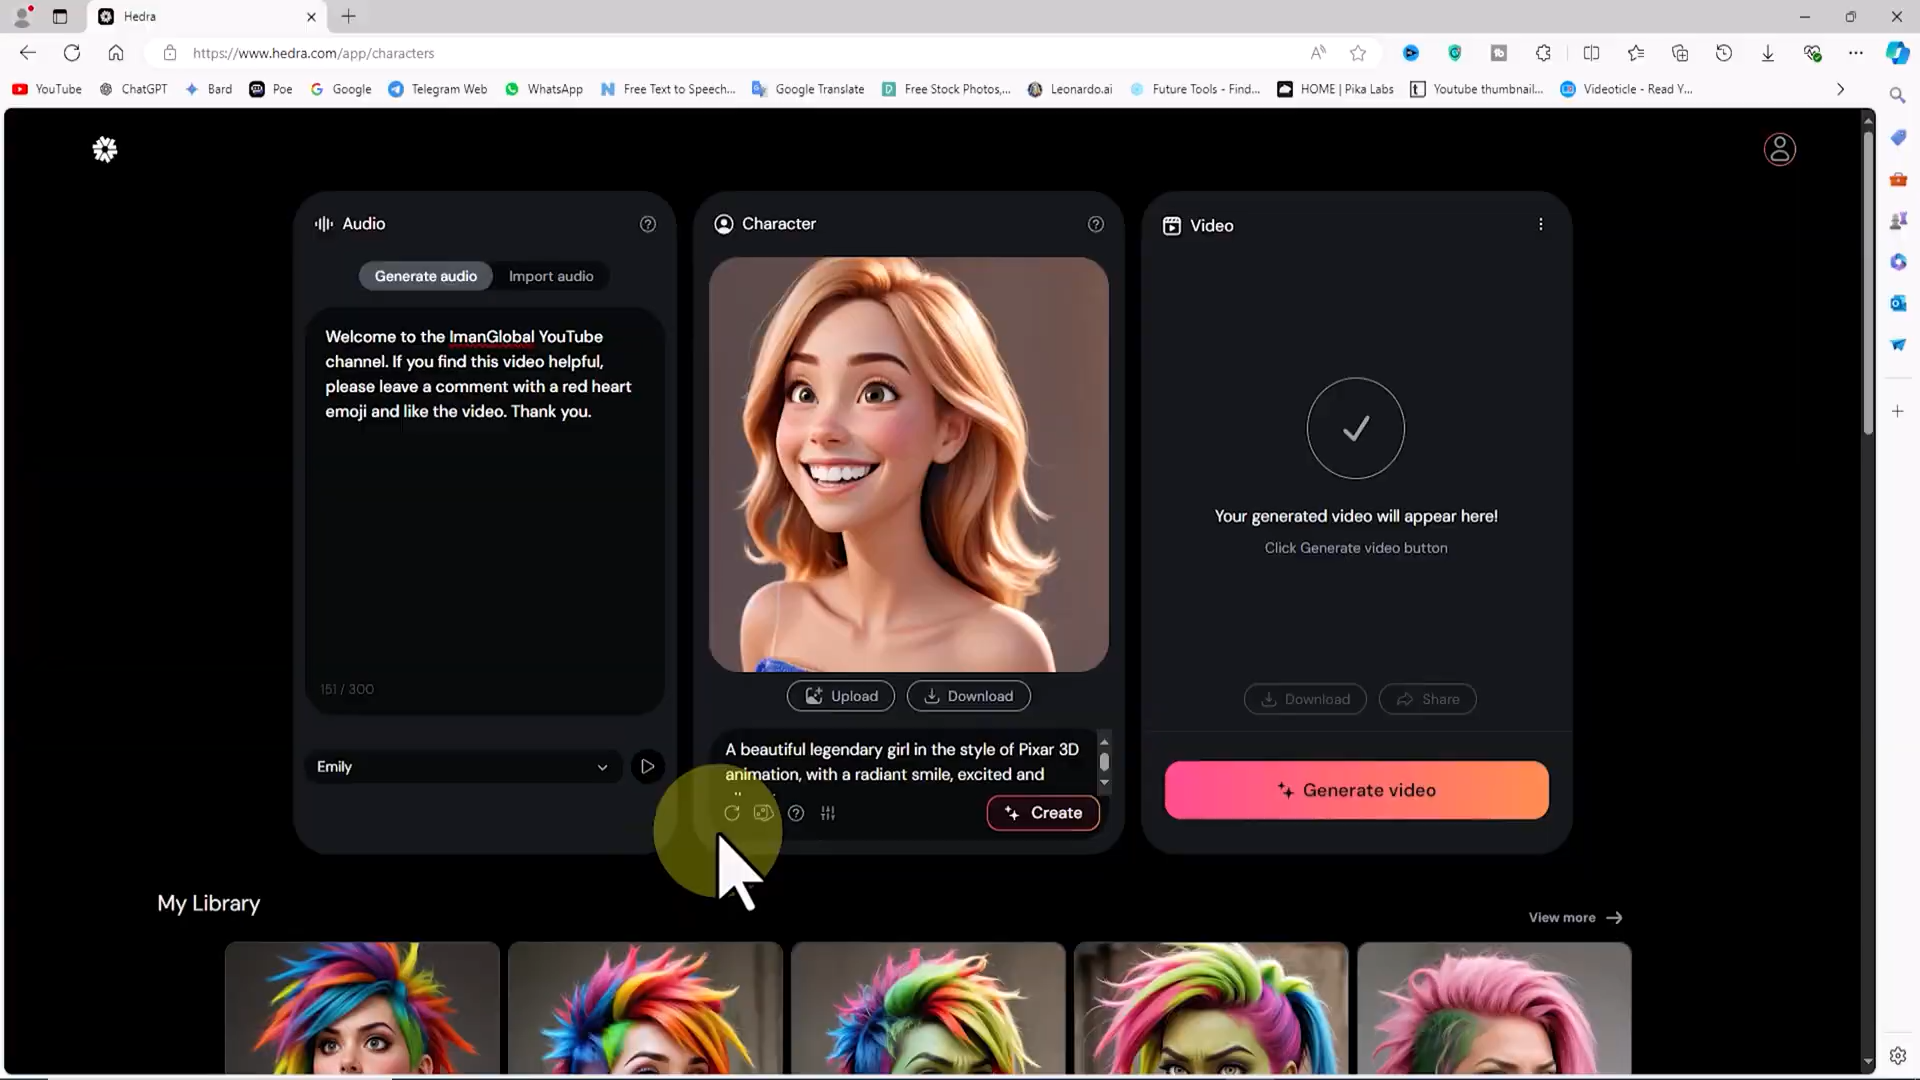 Hedra
https://www.hedra.com/app/characters
YouTube
ChatGPT
Bard
Poe
Google
Telegram Web
WhatsApp
Free Text to Speech...
Google Translate
Free Stock Photos,...
Leonardo.ai
Future Tools - Find...
HOME | Pika Labs
Youtube thumbnail...
Videoticle - Read Y...
Audio
Generate audio
Import audio
Welcome to the ImanGlobal YouTube
channel. If you find this video helpful,
please leave a comment with a red heart
emoji and like the video. Thank you.
151 / 300
Emily
Character
Upload
Download
A beautiful legendary girl in the style of Pixar 3D
animation, with a radiant smile, excited and
Create
Video
Your generated video will appear here!
Click Generate video button
Download
Share
Generate video
My Library
View more